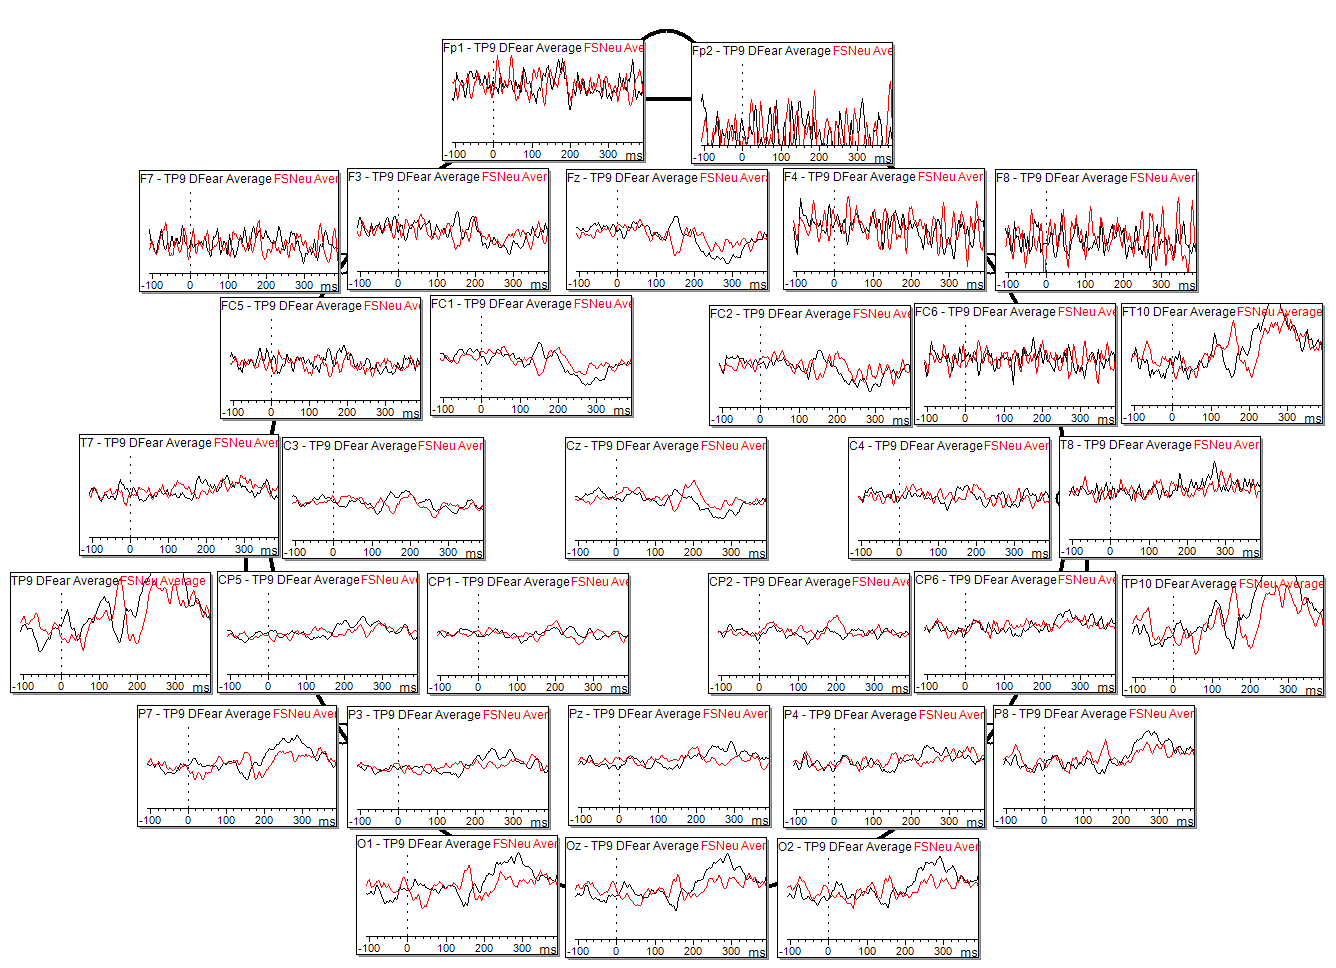 Fp1 - TP9 DFear Average FSNeu Ave
-100 0 100 200 300 ms
Fp2 - TP9 DFear Average FSNeu Ave
-100 0 100 200 300 ms
F7 - TP9 DFear Average FSNeu Aver
-100 0 100 200 300 ms
F3 - TP9 DFear Average FSNeu Aver
-100 0 100 200 300 ms
Fz - TP9 DFear Average FSNeu Avera
-100 0 100 200 300 ms
F4 - TP9 DFear Average FSNeu Aver
-100 0 100 200 300 ms
F8 - TP9 DFear Average FSNeu Aver
-100 0 100 200 300 ms
FC5 - TP9 DFear Average FSNeu Ave
-100 0 100 200 300 ms
FC1 - TP9 DFear Average FSNeu Ave
-100 0 100 200 300 ms
FC2 - TP9 DFear Average FSNeu Ave
-100 0 100 200 300 ms
FC6 - TP9 DFear Average FSNeu Ave
-100 0 100 200 300 ms
FT10 DFear Average FSNeu Average
-100 0 100 200 300 ms
T7 - TP9 DFear Average FSNeu Aver
-100 0 100 200 300 ms
C3 - TP9 DFear Average FSNeu Aver
-100 0 100 200 300 ms
Cz - TP9 DFear Average FSNeu Aver
-100 0 100 200 300 ms
C4 - TP9 DFear Average FSNeu Aver
-100 0 100 200 300 ms
T8 - TP9 DFear Average FSNeu Aver
-100 0 100 200 300 ms
TP9 DFear Average FSNeu Average
-100 0 100 200 300 ms
CP5 - TP9 DFear Average FSNeu Ave
-100 0 100 200 300 ms
CP1 - TP9 DFear Average FSNeu Ave
-100 0 100 200 300 ms
CP2 - TP9 DFear Average FSNeu Ave
-100 0 100 200 300 ms
CP6 - TP9 DFear Average FSNeu Ave
-100 0 100 200 300 ms
TP10 DFear Average FSNeu Average
-100 0 100 200 300 ms
P7 - TP9 DFear Average FSNeu Aver
-100 0 100 200 300 ms
P3 - TP9 DFear Average FSNeu Aver
-100 0 100 200 300 ms
Pz - TP9 DFear Average FSNeu Aver
-100 0 100 200 300 ms
P4 - TP9 DFear Average FSNeu Aver
-100 0 100 200 300 ms
P8 - TP9 DFear Average FSNeu Aver
-100 0 100 200 300 ms
O1 - TP9 DFear Average FSNeu Aver
-100 0 100 200 300 ms
Oz - TP9 DFear Average FSNeu Aver
-100 0 100 200 300 ms
O2 - TP9 DFear Average FSNeu Aver
-100 0 100 200 300 ms